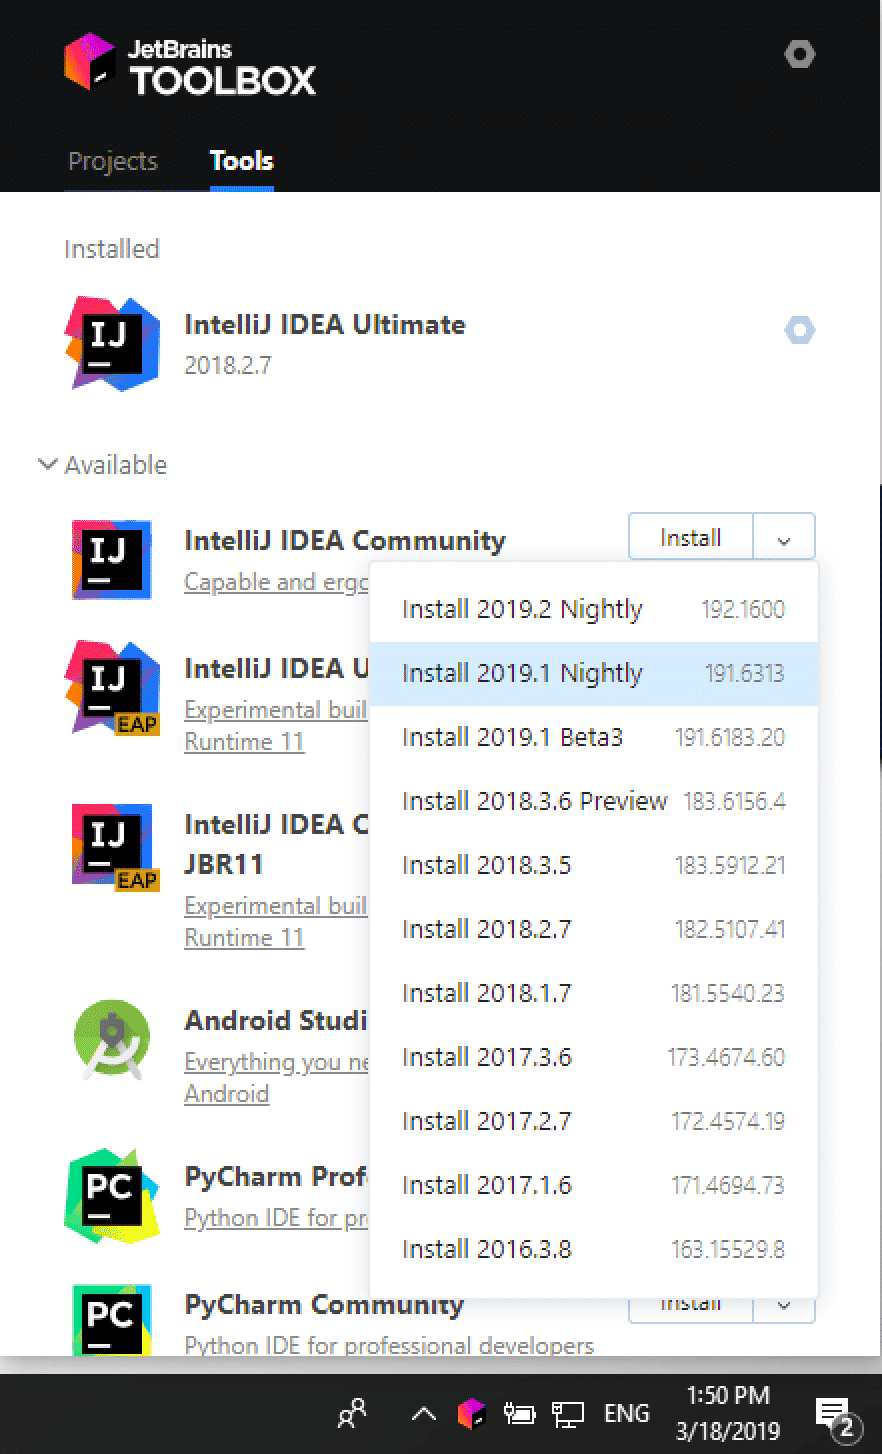 JetBrains
TOOLBOX
Projects Tools
Installed
IJ
IntelliJ IDEA Ultimate
2018.2.7
Available
IJ
IntelliJ IDEA Community
Install
Capable and ergo
Install 2019.2 Nightly 192.1600
IJ
EAP
IntelliJ IDEA U
Install 2019.1 Nightly 191.6313
Experimental buil
Runtime 11
Install 2019.1 Beta3 191.6183.20
Install 2018.3.6 Preview 183.6156.4
IJ
EAP
IntelliJ IDEA C
JBR11
Install 2018.3.5 183.5912.21
Experimental buil
Runtime 11
Install 2018.2.7 182.5107.41
Install 2018.1.7 181.5540.23
Android Studi
Install 2017.3.6 173.4674.60
Everything you ne
Android
Install 2017.2.7 172.4574.19
PC
PyCharm Prof
Install 2017.1.6 171.4694.73
Python IDE for pr
Install 2016.3.8 163.15529.8
PC
PyCharm Community
Install
Python IDE for professional developers
ENG
1:50 PM
3/18/2019
2